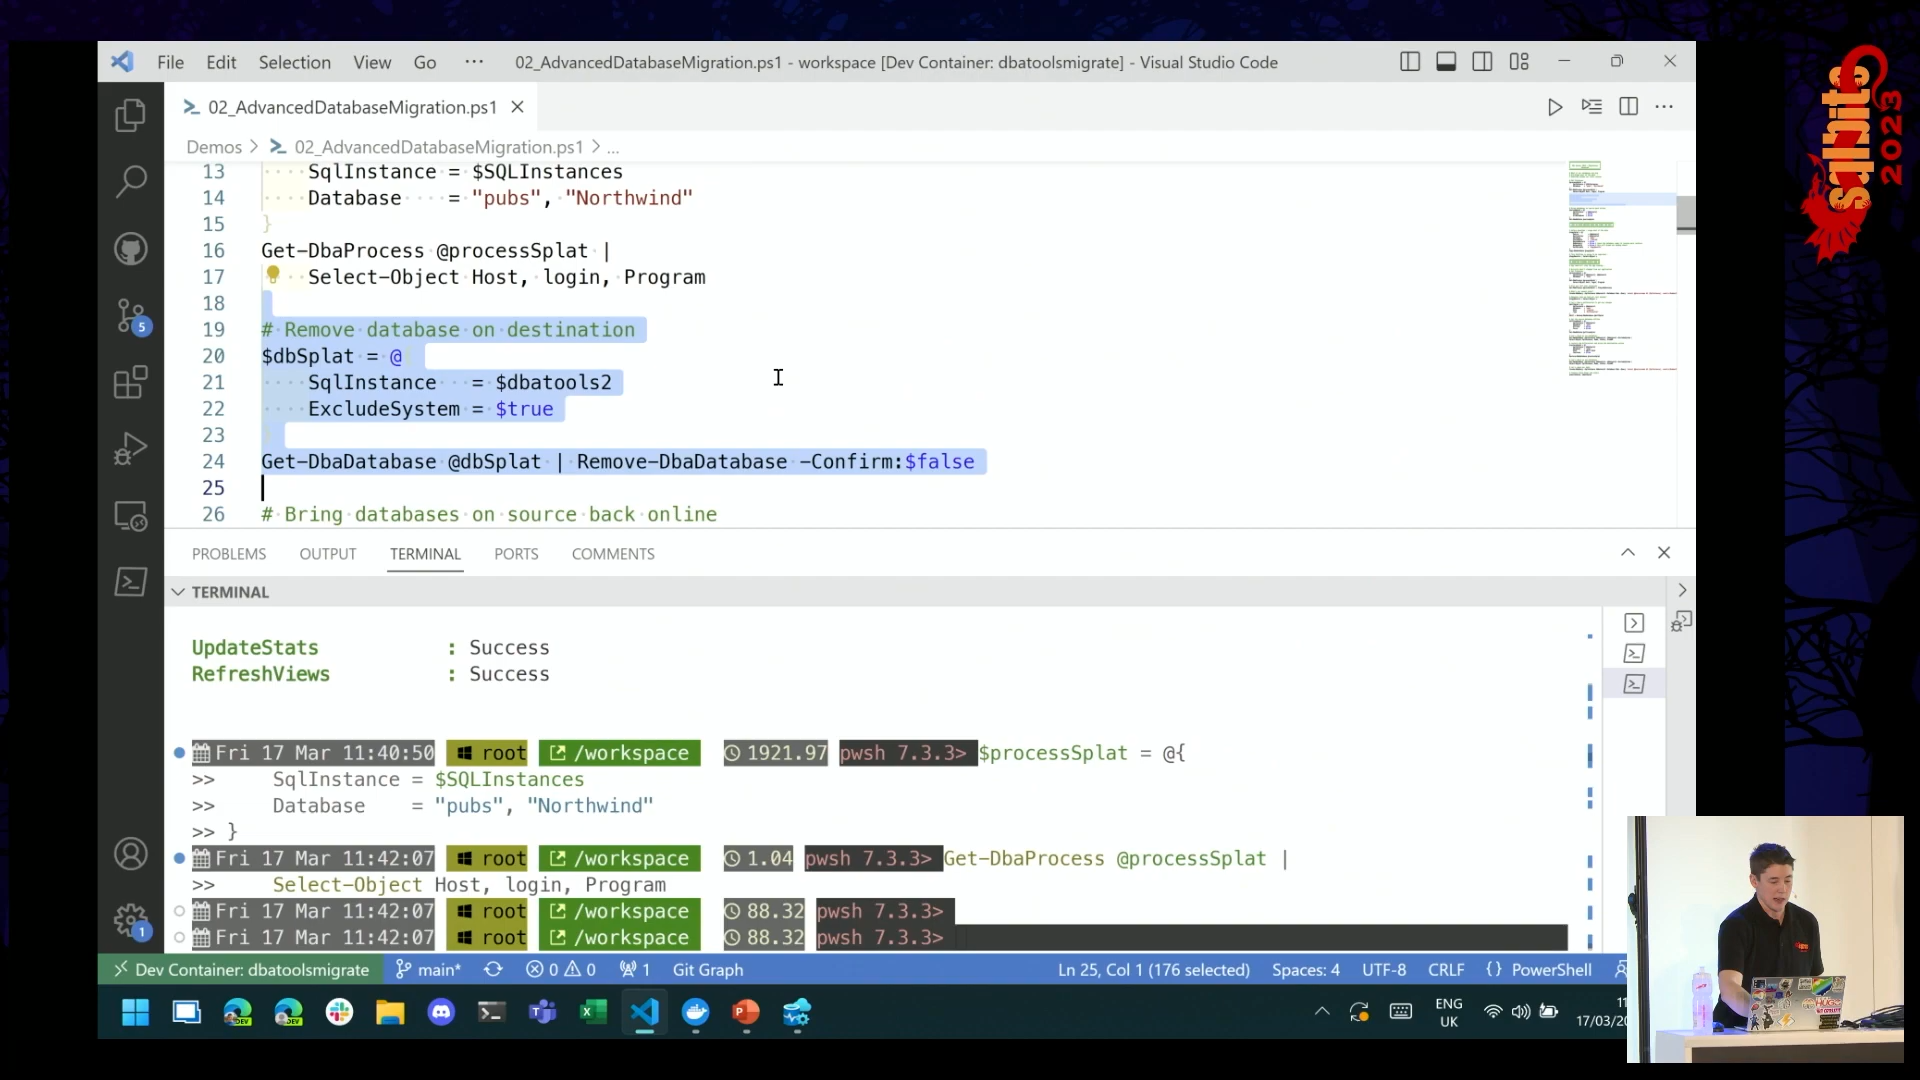 File Edit Selection View Go ··· 02_AdvancedDatabaseMigration.ps1 - workspace [Dev Container: dbatoolsmigrate] - Visual Studio Code
02_AdvancedDatabaseMigration.ps1
Demos > 02_AdvancedDatabaseMigration.ps1 > ...
13 SqlInstance = $SQLInstances
14 Database = "pubs", "Northwind"
15 }
16 Get-DbaProcess @processSplat |
17 Select-Object Host, login, Program
18
19 # Remove database on destination
20 $dbSplat = @
21 SqlInstance = $dbatools2
22 ExcludeSystem = $true
23
24 Get-DbaDatabase @dbSplat | Remove-DbaDatabase -Confirm:$false
25
26 # Bring databases on source back online
PROBLEMS OUTPUT TERMINAL PORTS COMMENTS
TERMINAL
UpdateStats : Success
RefreshViews : Success
Fri 17 Mar 11:40:50 root /workspace 1921.97 pwsh 7.3.3> $processSplat = @{
>> SqlInstance = $SQLInstances
>> Database = "pubs", "Northwind"
>> }
Fri 17 Mar 11:42:07 root /workspace 1.04 pwsh 7.3.3> Get-DbaProcess @processSplat |
>> Select-Object Host, login, Program
Fri 17 Mar 11:42:07 root /workspace 88.32 pwsh 7.3.3>
Fri 17 Mar 11:42:07 root /workspace 88.32 pwsh 7.3.3>
5
1
Dev Container: dbatoolsmigrate main* 0 0 1 Git Graph Ln 25, Col 1 (176 selected) Spaces: 4 UTF-8 CRLF {} PowerShell
DEV
DEV
ENG
UK
17/03/20
sqlbits
2023